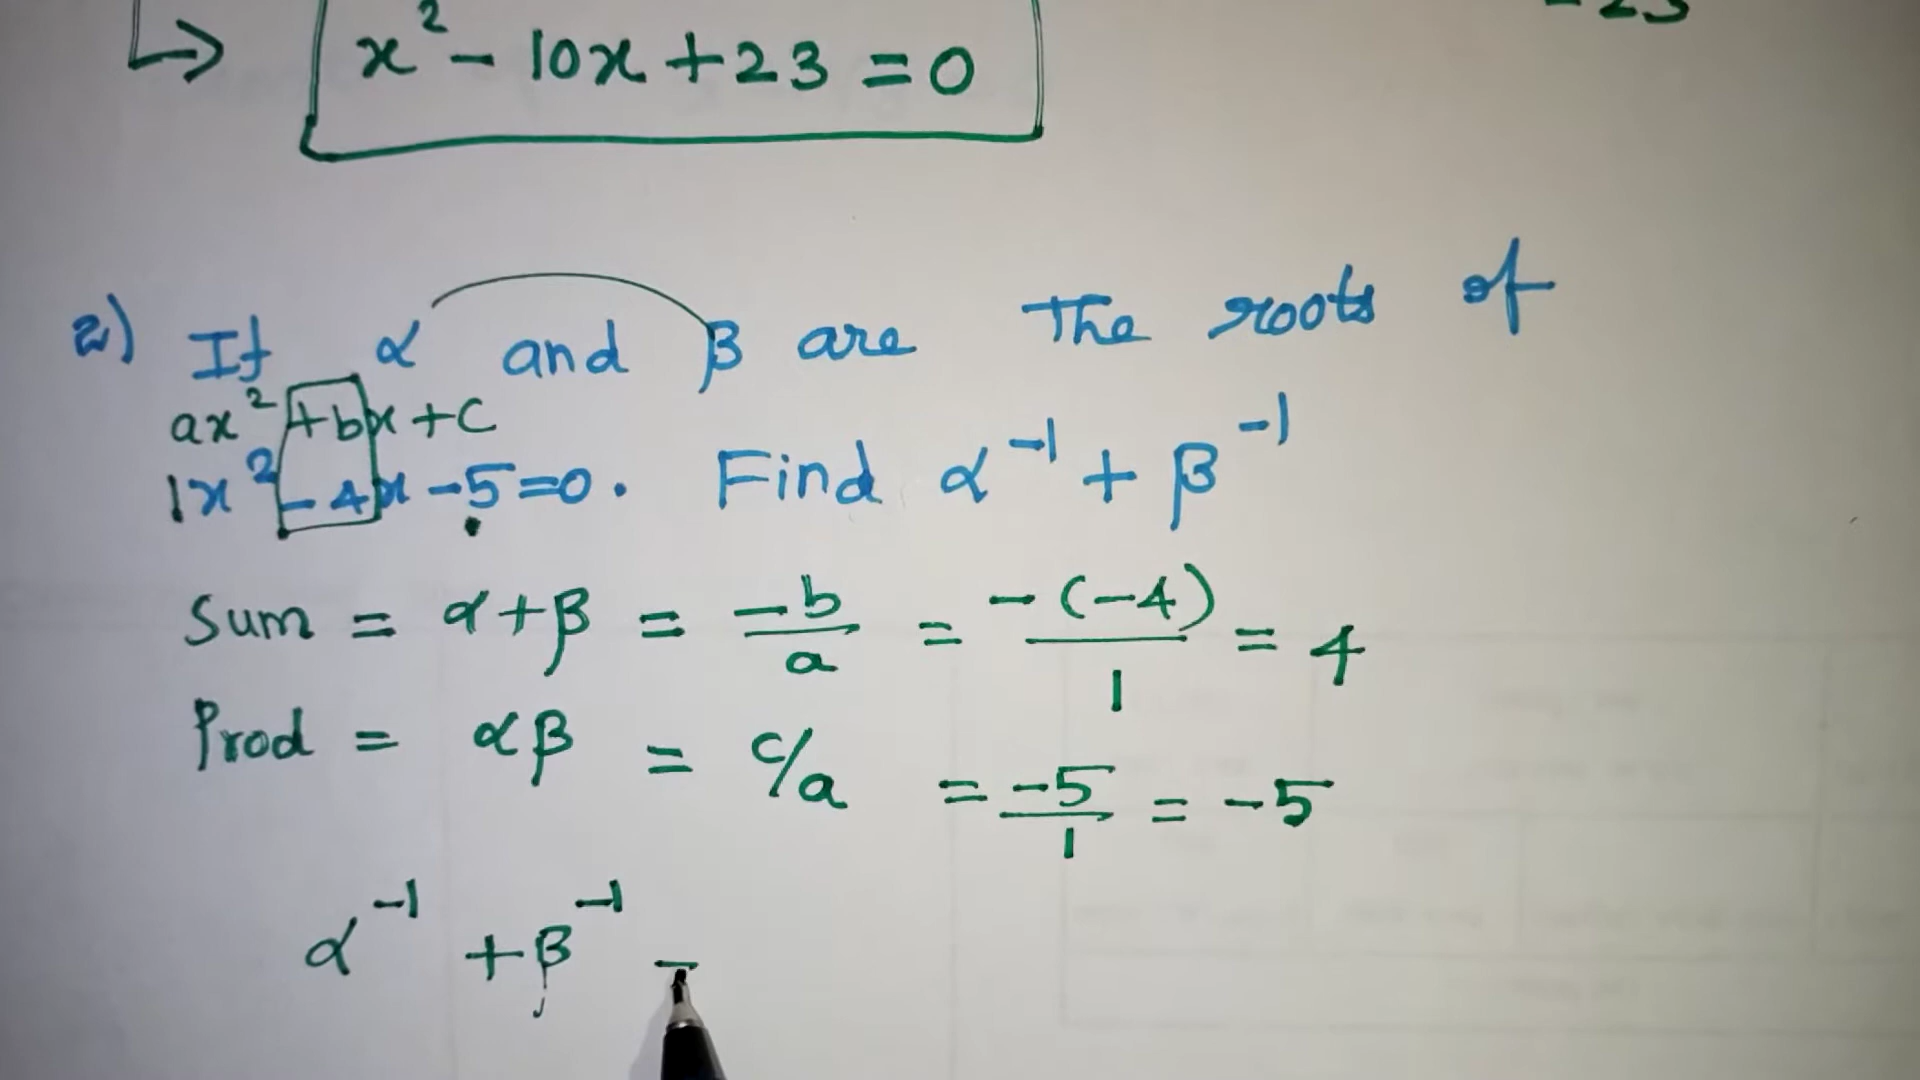 x² - 10x + 23 = 0
2) If α and β are The roots of
ax² + bx + c
1x² - 4x - 5 = 0. Find α⁻¹ + β⁻¹
Sum = α + β = -b/a = -(-4)/1 = 4
Prod = αβ = c/a = -5/1 = -5
α⁻¹ + β⁻¹